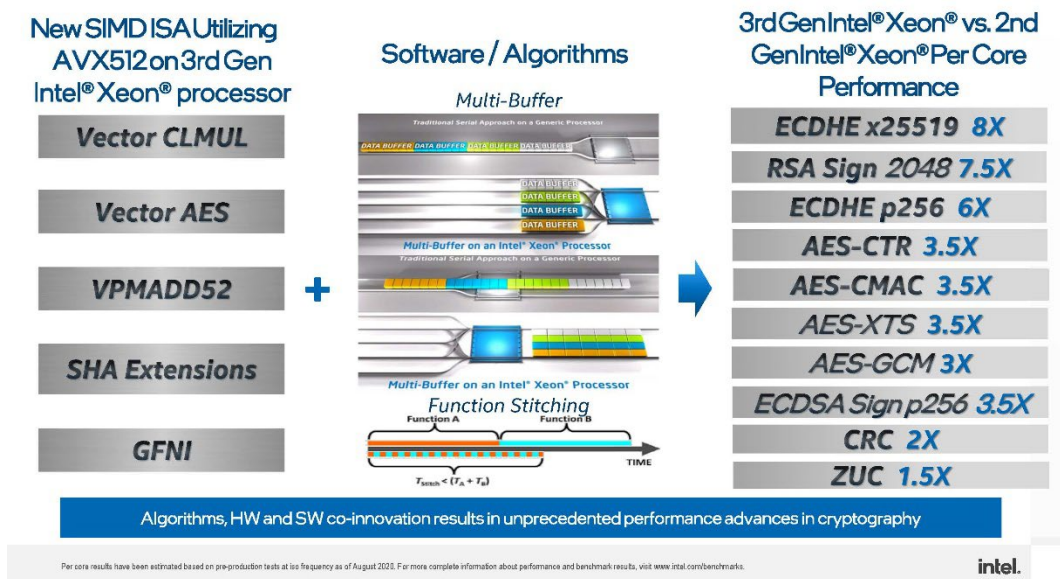 New SIMD ISA Utilizing
AVX512 on 3rd Gen
Intel® Xeon® processor
Vector CLMUL
Vector AES
VPMADD52
SHA Extensions
GFNI
+
Software / Algorithms
Multi-Buffer
Traditional Serial Approach on a Generic Processor
DATA BUFFER DATA BUFFER DATA BUFFER DATA BUFFER
DATA BUFFER
DATA BUFFER
DATA BUFFER
DATA BUFFER
Multi-Buffer on an Intel® Xeon® Processor
Traditional Serial Approach on a Generic Processor
Multi-Buffer on an Intel® Xeon® Processor
Function Stitching
Function A Function B
TIME
Tstitch < (TA + TB)
3rd Gen Intel® Xeon® vs. 2nd
Gen Intel® Xeon® Per Core
Performance
ECDHE x25519 8X
RSA Sign 2048 7.5X
ECDHE p256 6X
AES-CTR 3.5X
AES-CMAC 3.5X
AES-XTS 3.5X
AES-GCM 3X
ECDSA Sign p256 3.5X
CRC 2X
ZUC 1.5X
Algorithms, HW and SW co-innovation results in unprecedented performance advances in cryptography
Per core results have been estimated based on pre-production tests at iso frequency as of August 2020. For more complete information about performance and benchmark results, visit www.intel.com/benchmarks.
intel.